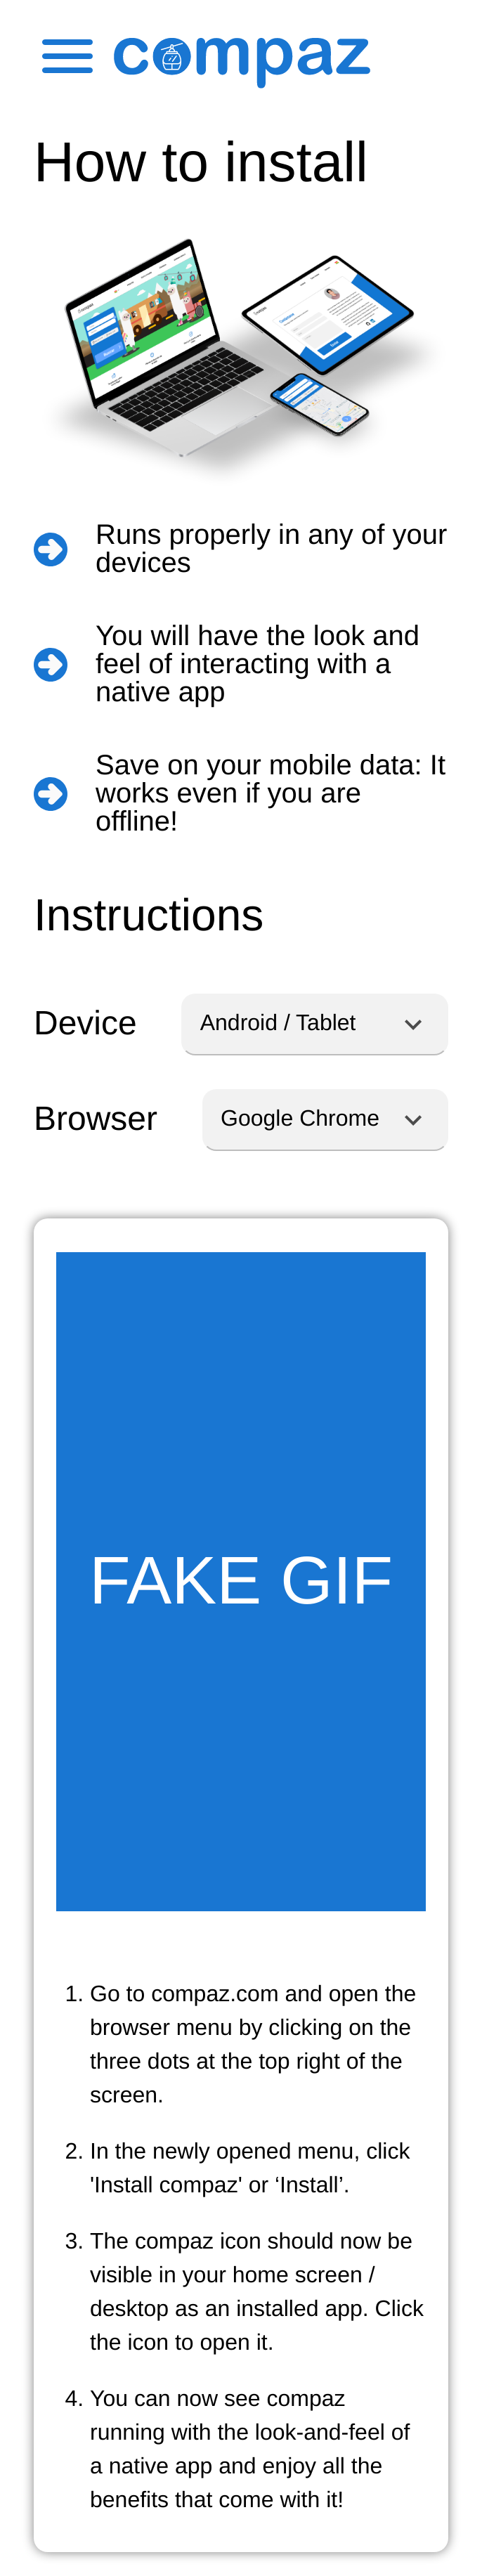 compaz
How to install
Runs properly in any of your
devices
You will have the look and
feel of interacting with a
native app
Save on your mobile data: It
works even if you are
offline!
Instructions
Device
Android / Tablet
Browser
Google Chrome
FAKE GIF
1. Go to compaz.com and open the
browser menu by clicking on the
three dots at the top right of the
screen.
2. In the newly opened menu, click
'Install compaz' or ‘Install’.
3. The compaz icon should now be
visible in your home screen /
desktop as an installed app. Click
the icon to open it.
4. You can now see compaz
running with the look-and-feel of
a native app and enjoy all the
benefits that come with it!